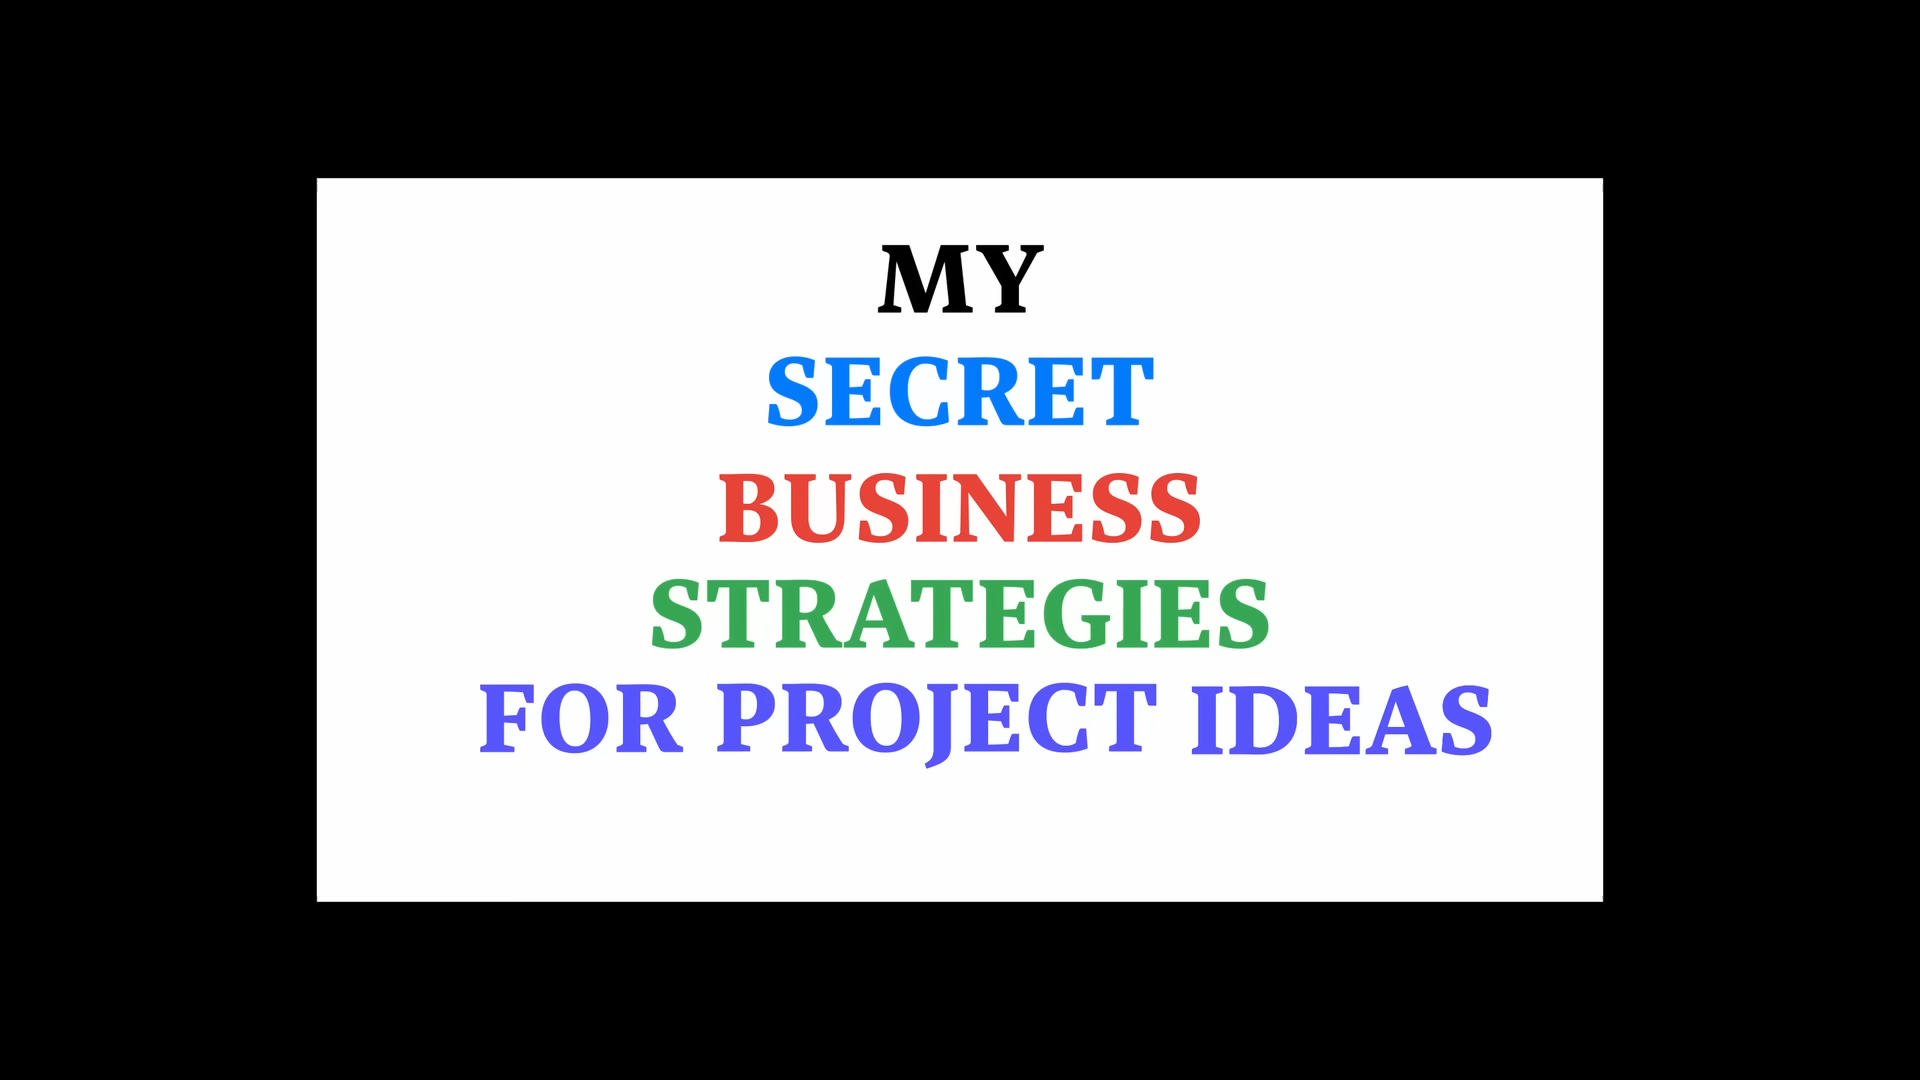 MY
SECRET
BUSINESS
STRATEGIES
FOR PROJECT IDEAS